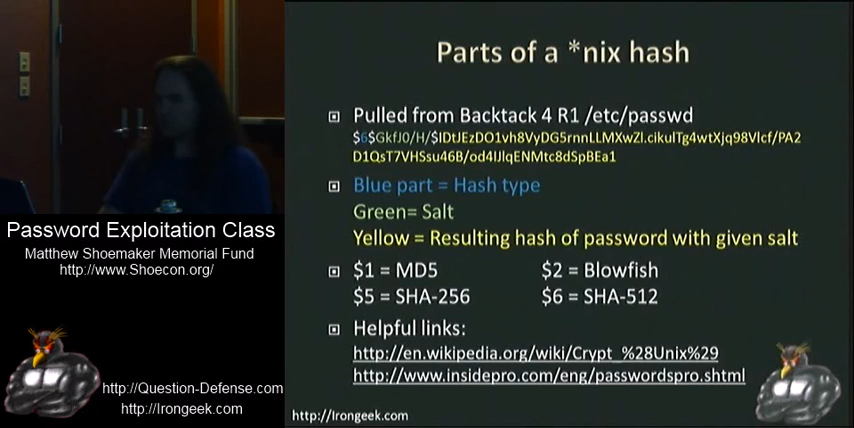 Parts of a *nix hash
Pulled from Backtack 4 R1 /etc/passwd
$6$GkfJ0/H/$IDtJEzDO1vh8VyDG5rnnLLMXwZl.cikulTg4wtXjq98Vlcf/PA2
D1QsT7VHSsu46B/od4IJlqENMtc8dSpBEa1
Blue part = Hash type
Green= Salt
Yellow = Resulting hash of password with given salt
$1 = MD5 $2 = Blowfish
$5 = SHA-256 $6 = SHA-512
Helpful links:
http://en.wikipedia.org/wiki/Crypt_%28Unix%29
http://www.insidepro.com/eng/passwordspro.shtml
http://Irongeek.com
Password Exploitation Class
Matthew Shoemaker Memorial Fund
http://www.Shoecon.org/
http://Question-Defense.com
http://Irongeek.com